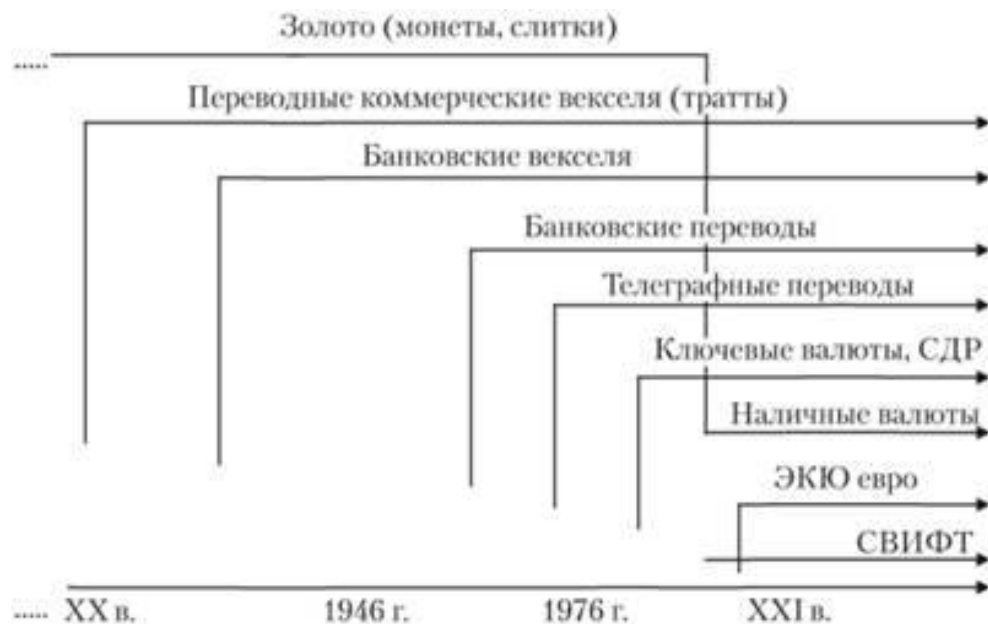 Золото (монеты, слитки)
.....
Переводные коммерческие векселя (тратты)
Банковские векселя
Банковские переводы
Телеграфные переводы
Ключевые валюты, СДР
Наличные валюты
ЭКЮ евро
СВИФТ
..... XX в. 1946 г. 1976 г. XXI в.